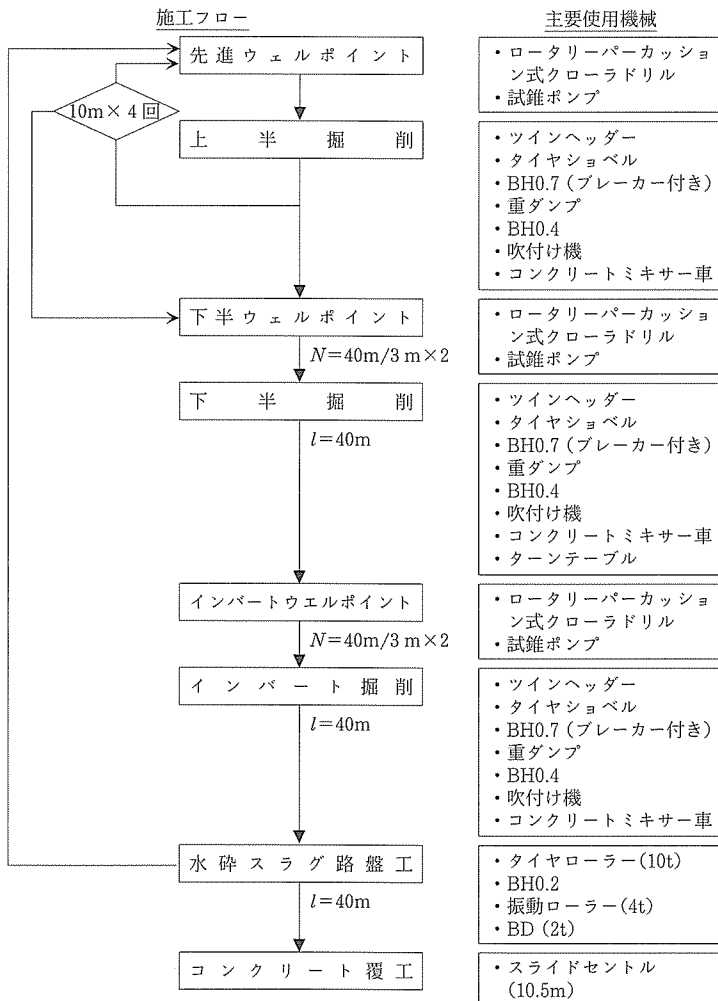 施工フロー
先進ウェルポイント
10m×4回
上半掘削
下半ウェルポイント
N=40m/3m×2
下半掘削
l=40m
インバートウエルポイント
N=40m/3m×2
インバート掘削
l=40m
水砕スラグ路盤工
l=40m
コンクリート覆工
主要使用機械
・ロータリーパーカッショ
ン式クローラドリル
・試錐ポンプ
・ツインヘッダー
・タイヤショベル
・BH0.7(ブレーカー付き)
・重ダンプ
・BH0.4
・吹付け機
・コンクリートミキサー車
・ロータリーパーカッショ
ン式クローラドリル
・試錐ポンプ
・ツインヘッダー
・タイヤショベル
・BH0.7(ブレーカー付き)
・重ダンプ
・BH0.4
・吹付け機
・コンクリートミキサー車
・ターンテーブル
・ロータリーパーカッショ
ン式クローラドリル
・試錐ポンプ
・ツインヘッダー
・タイヤショベル
・BH0.7(ブレーカー付き)
・重ダンプ
・BH0.4
・吹付け機
・コンクリートミキサー車
・タイヤローラー(10t)
・BH0.2
・振動ローラー(4t)
・BD (2t)
・スライドセントル
(10.5m)